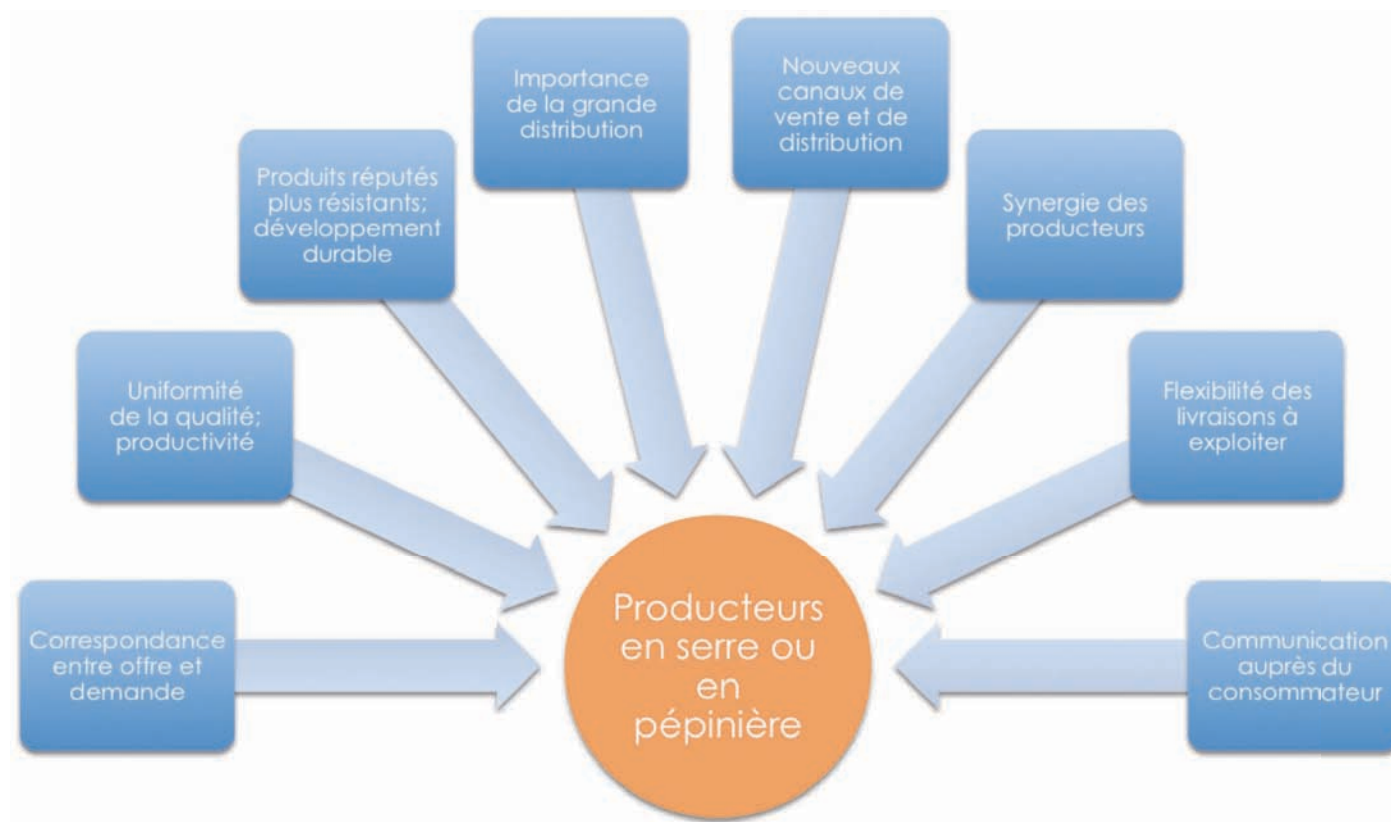 Importance
de la grande
distribution
Nouveaux
canaux de
vente et de
distribution
Produits réputés
plus résistants;
développement
durable
Synergie des
producteurs
Uniformité
de la qualité;
productivité
Flexibilité des
livraisons à
exploiter
Correspondance
entre offre et
demande
Producteurs
en serre ou
en
pépinière
Communication
auprès du
consommateur